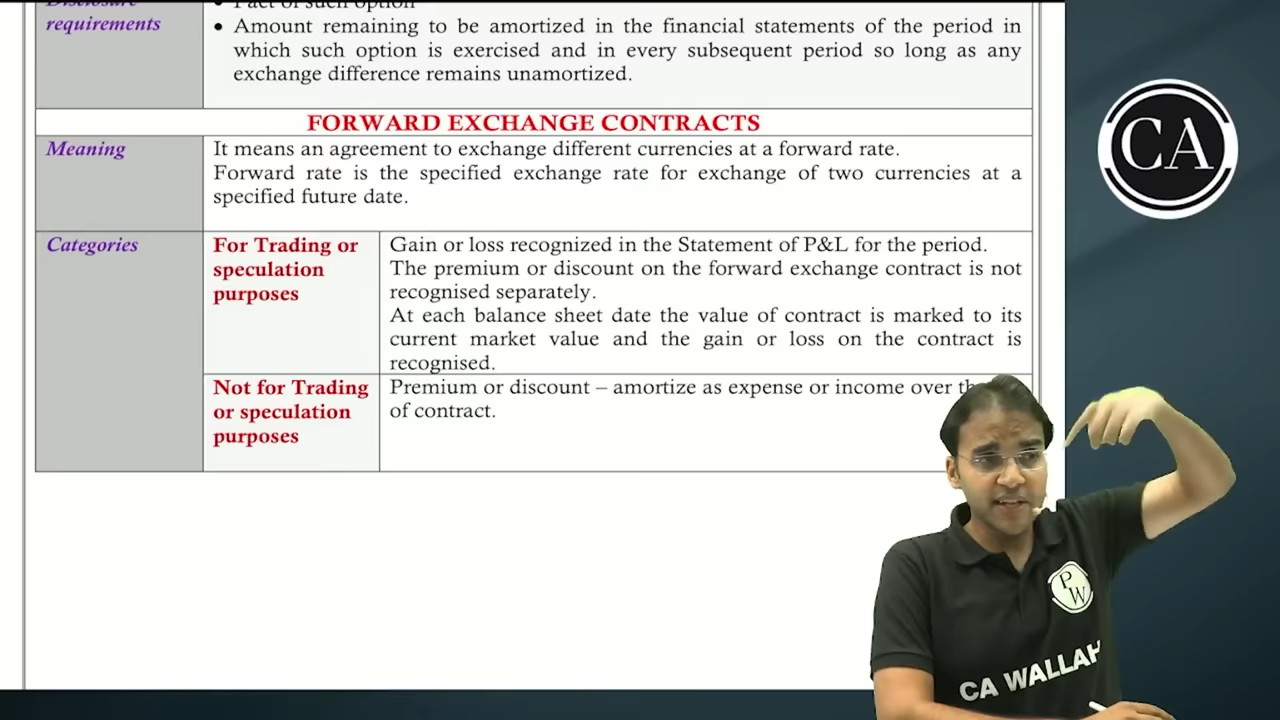 Disclosure
requirements
• Fact of such option
• Amount remaining to be amortized in the financial statements of the period in
which such option is exercised and in every subsequent period so long as any
exchange difference remains unamortized.
FORWARD EXCHANGE CONTRACTS
Meaning
It means an agreement to exchange different currencies at a forward rate.
Forward rate is the specified exchange rate for exchange of two currencies at a
specified future date.
Categories
For Trading or
speculation
purposes
Gain or loss recognized in the Statement of P&L for the period.
The premium or discount on the forward exchange contract is not
recognised separately.
At each balance sheet date the value of contract is marked to its
current market value and the gain or loss on the contract is
recognised.
Not for Trading
or speculation
purposes
Premium or discount – amortize as expense or income over
of contract.
CA
PW
CA WALLAH